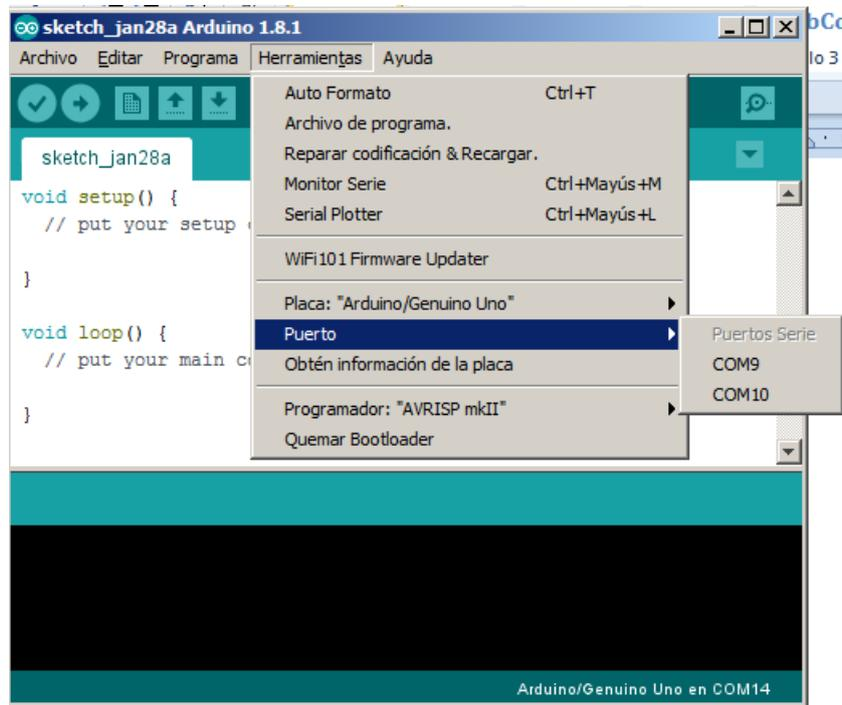 sketch_jan28a Arduino 1.8.1
Archivo Editar Programa Herramientas Ayuda
sketch_jan28a
void setup() {
// put your setup
}
void loop() {
// put your main
}
Auto Formato Ctrl+T
Archivo de programa.
Reparar codificación & Recargar.
Monitor Serie Ctrl+Mayús+M
Serial Plotter Ctrl+Mayús+L
WiFi101 Firmware Updater
Placa: "Arduino/Genuino Uno"
Puerto
Obtén información de la placa
Programador: "AVRISP mkII"
Quemar Bootloader
Puertos Serie
COM9
COM10
Arduino/Genuino Uno en COM14
bCo
lo 3